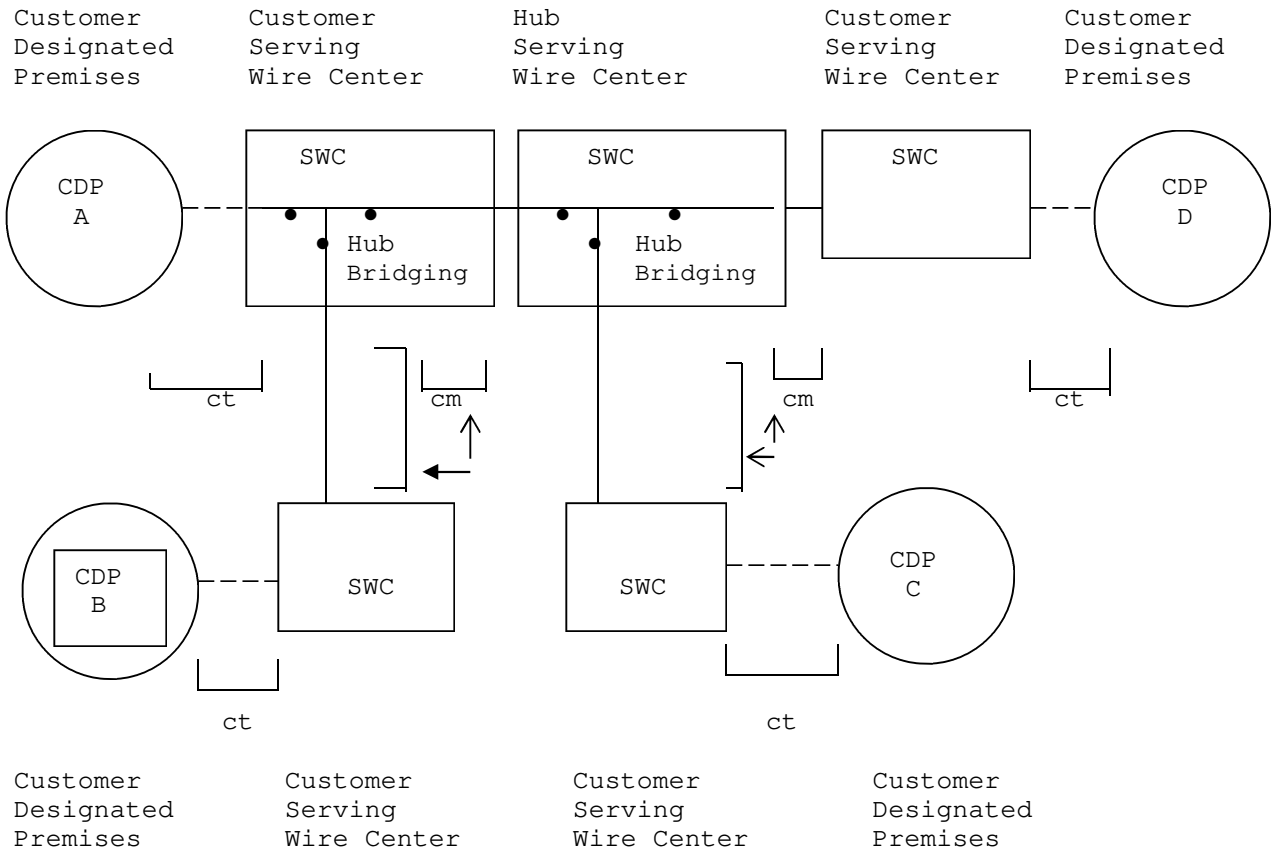 Customer Customer Hub Customer Customer
Designated Serving Serving Serving Designated
Premises Wire Center Wire Center Wire Center Premises
SWC SWC SWC
CDP CDP
A D
Hub Hub
Bridging Bridging
ct cm cm ct
CDP CDP
B SWC SWC C
ct ct
Customer Customer Customer Customer
Designated Serving Serving Designated
Premises Wire Center Wire Center Premises